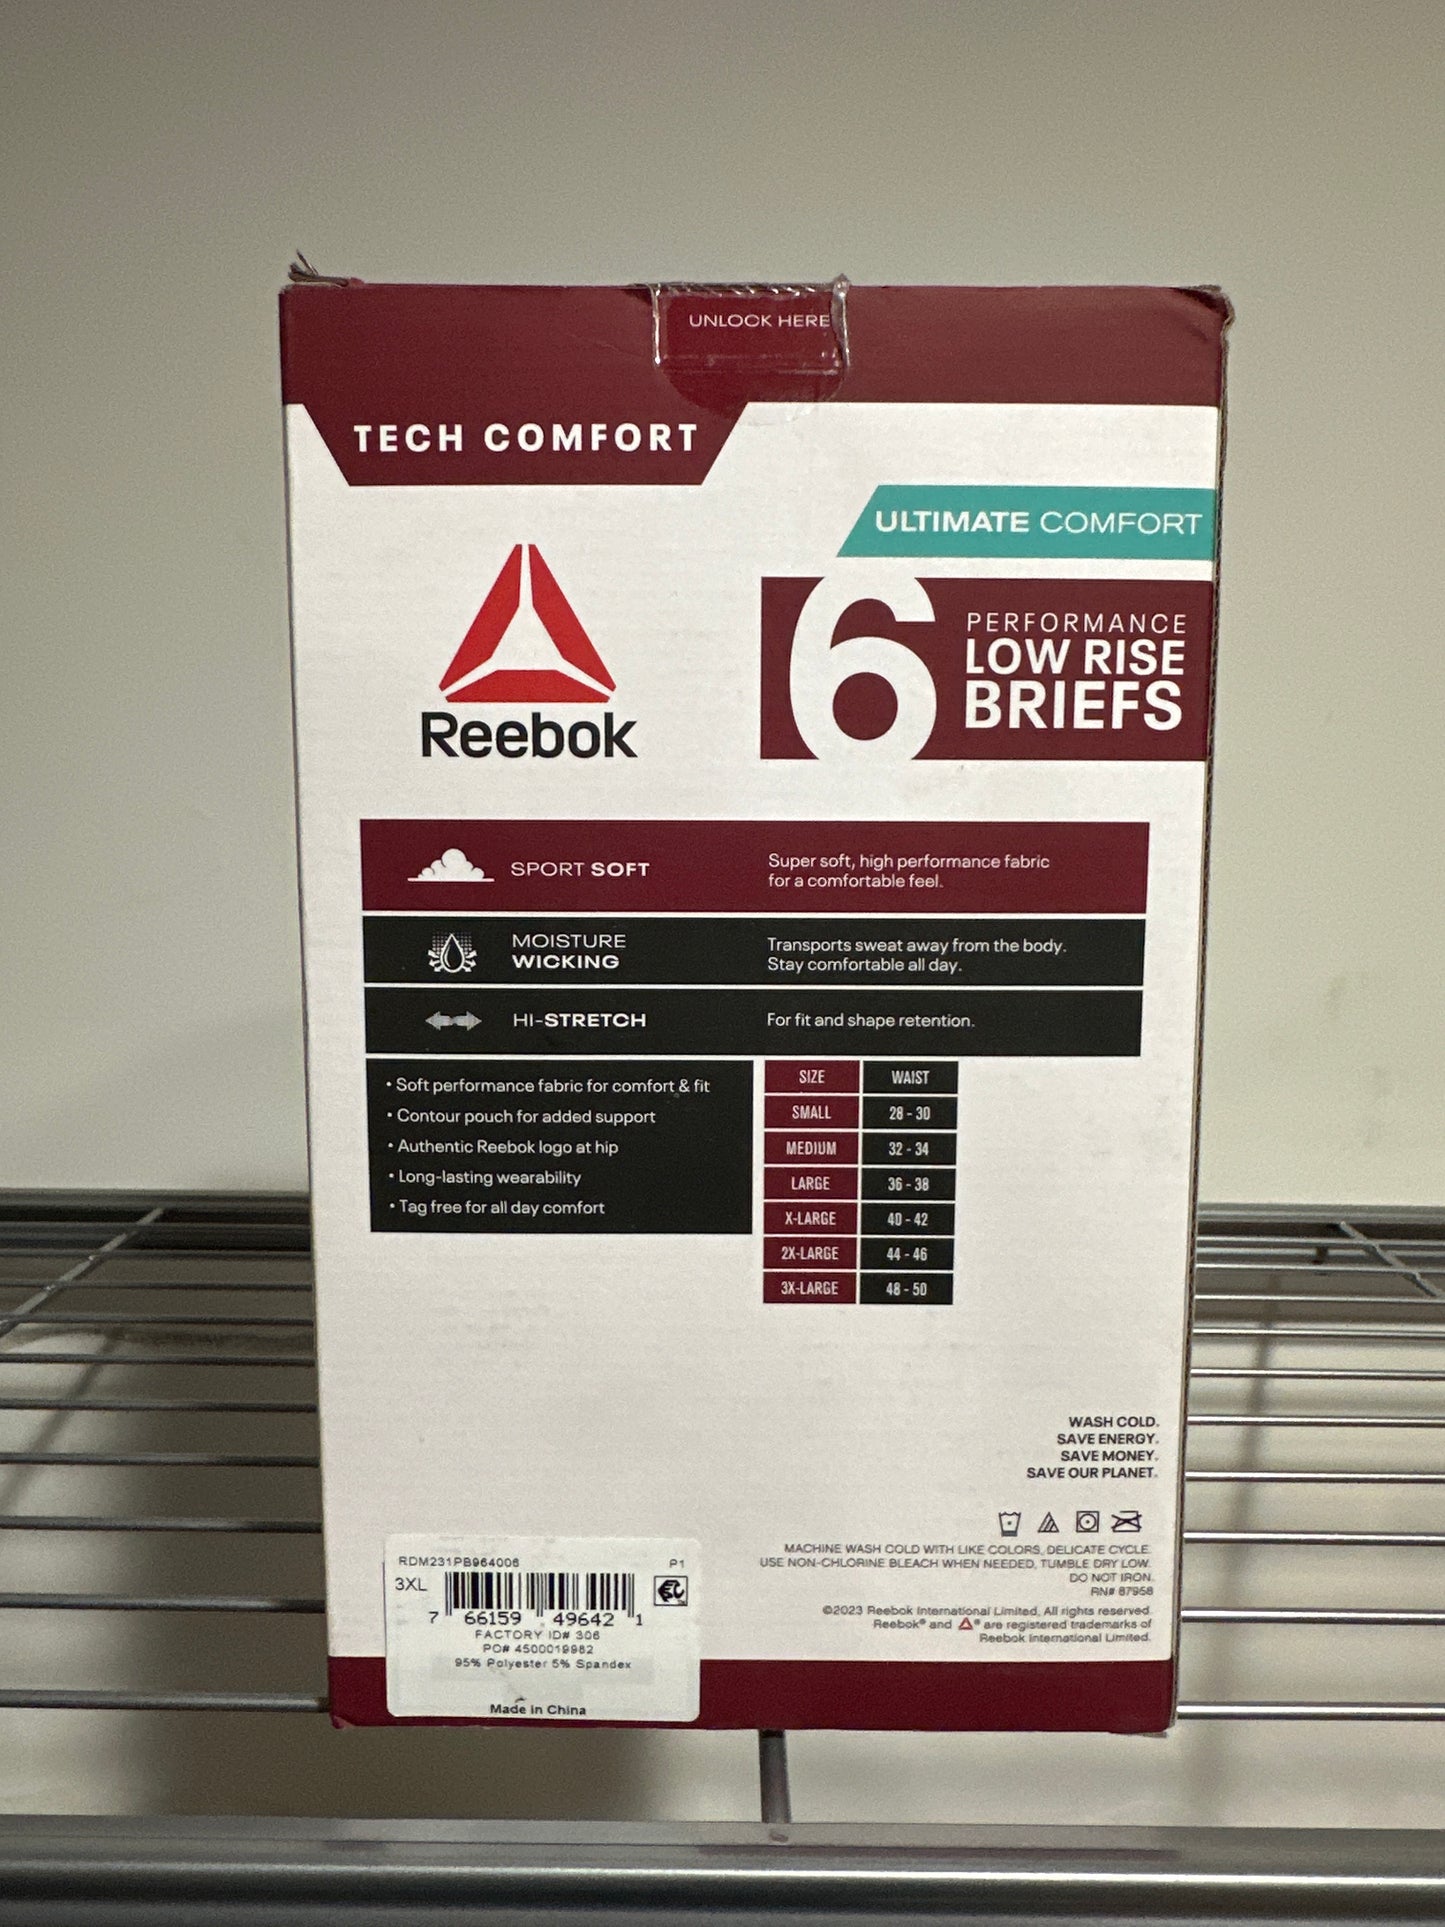 UNLOCK HERE
TECH COMFORT
ULTIMATE COMFORT
6
PERFORMANCE
LOW RISE
BRIEFS
Reebok
SPORT SOFT
Super soft, high performance fabric
for a comfortable feel.
MOISTURE
WICKING
Transports sweat away from the body.
Stay comfortable all day.
HI-STRETCH
For fit and shape retention.
• Soft performance fabric for comfort & fit
• Contour pouch for added support
• Authentic Reebok logo at hip
• Long-lasting wearability
• Tag free for all day comfort
SIZE WAIST
SMALL 28 - 30
MEDIUM 32 - 34
LARGE 36 - 38
X-LARGE 40 - 42
2X-LARGE 44 - 46
3X-LARGE 48 - 50
WASH COLD.
SAVE ENERGY.
SAVE MONEY.
SAVE OUR PLANET.
MACHINE WASH COLD WITH LIKE COLORS, DELICATE CYCLE.
USE NON-CHLORINE BLEACH WHEN NEEDED, TUMBLE DRY LOW.
DO NOT IRON.
RN# 87958
©2023 Reebok International Limited. All rights reserved.
Reebok® and ® are registered trademarks of
Reebok International Limited.
RDM231PB964006 P1
3XL
7 66159 49642 1
FACTORY ID# 306
PO# 4500019982
95% Polyester 5% Spandex
Made in China